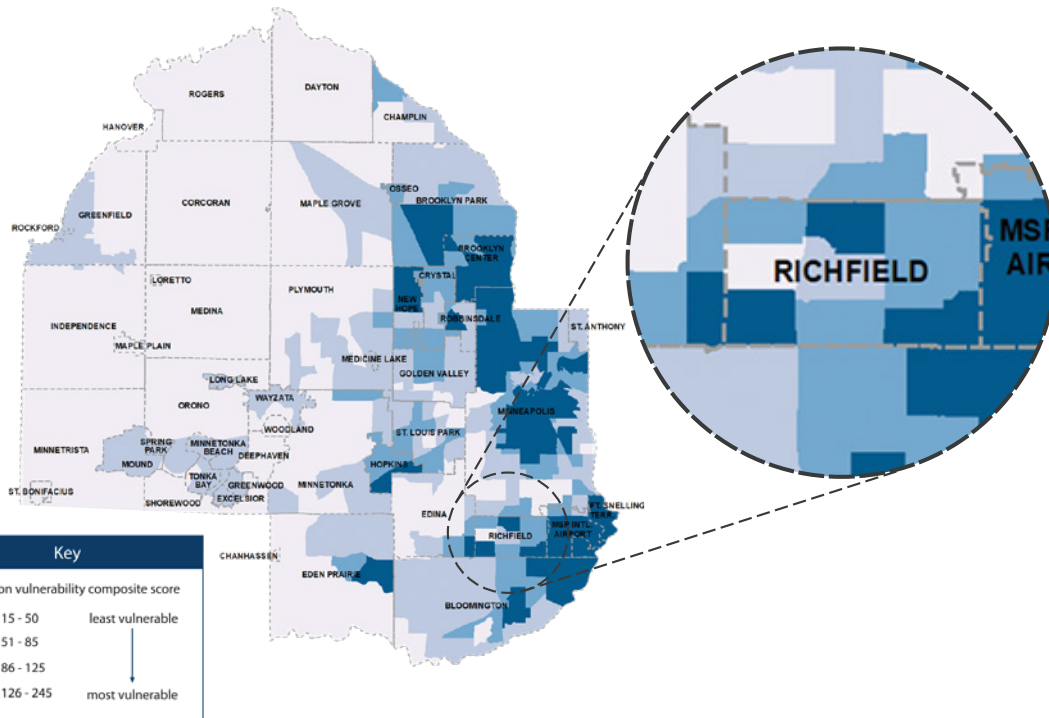 ROGERS
DAYTON
CHAMPLIN
HANOVER
OSSEO
BROOKLYN PARK
CORCORAN
MAPLE GROVE
GREENFIELD
ROCKFORD
BROOKLYN
CENTER
CRYSTAL
LORETTO
PLYMOUTH
NEW
HOPE
MEDINA
ROBBINSDALE
INDEPENDENCE
ST. ANTHONY
MAPLE PLAIN
MEDICINE LAKE
GOLDEN VALLEY
LONG LAKE
WAYZATA
ORONO
MINNEAPOLIS
WOODLAND
ST. LOUIS PARK
SPRING
PARK
MINNETONKA
BEACH
MINNETRISTA
DEEPHAVEN
MOUND
HOPKINS
TONKA
BAY
GREENWOOD
MINNETONKA
ST. BONIFACIUS
EXCELSIOR
SHOREWOOD
EDINA
FT. SNELLING
TERR.
RICHFIELD
MSP INTL.
AIRPORT
CHANHASSEN
EDEN PRAIRIE
BLOOMINGTON
RICHFIELD
MSP
AIR
Key
on vulnerability composite score
15 - 50 least vulnerable
51 - 85
86 - 125
126 - 245 most vulnerable